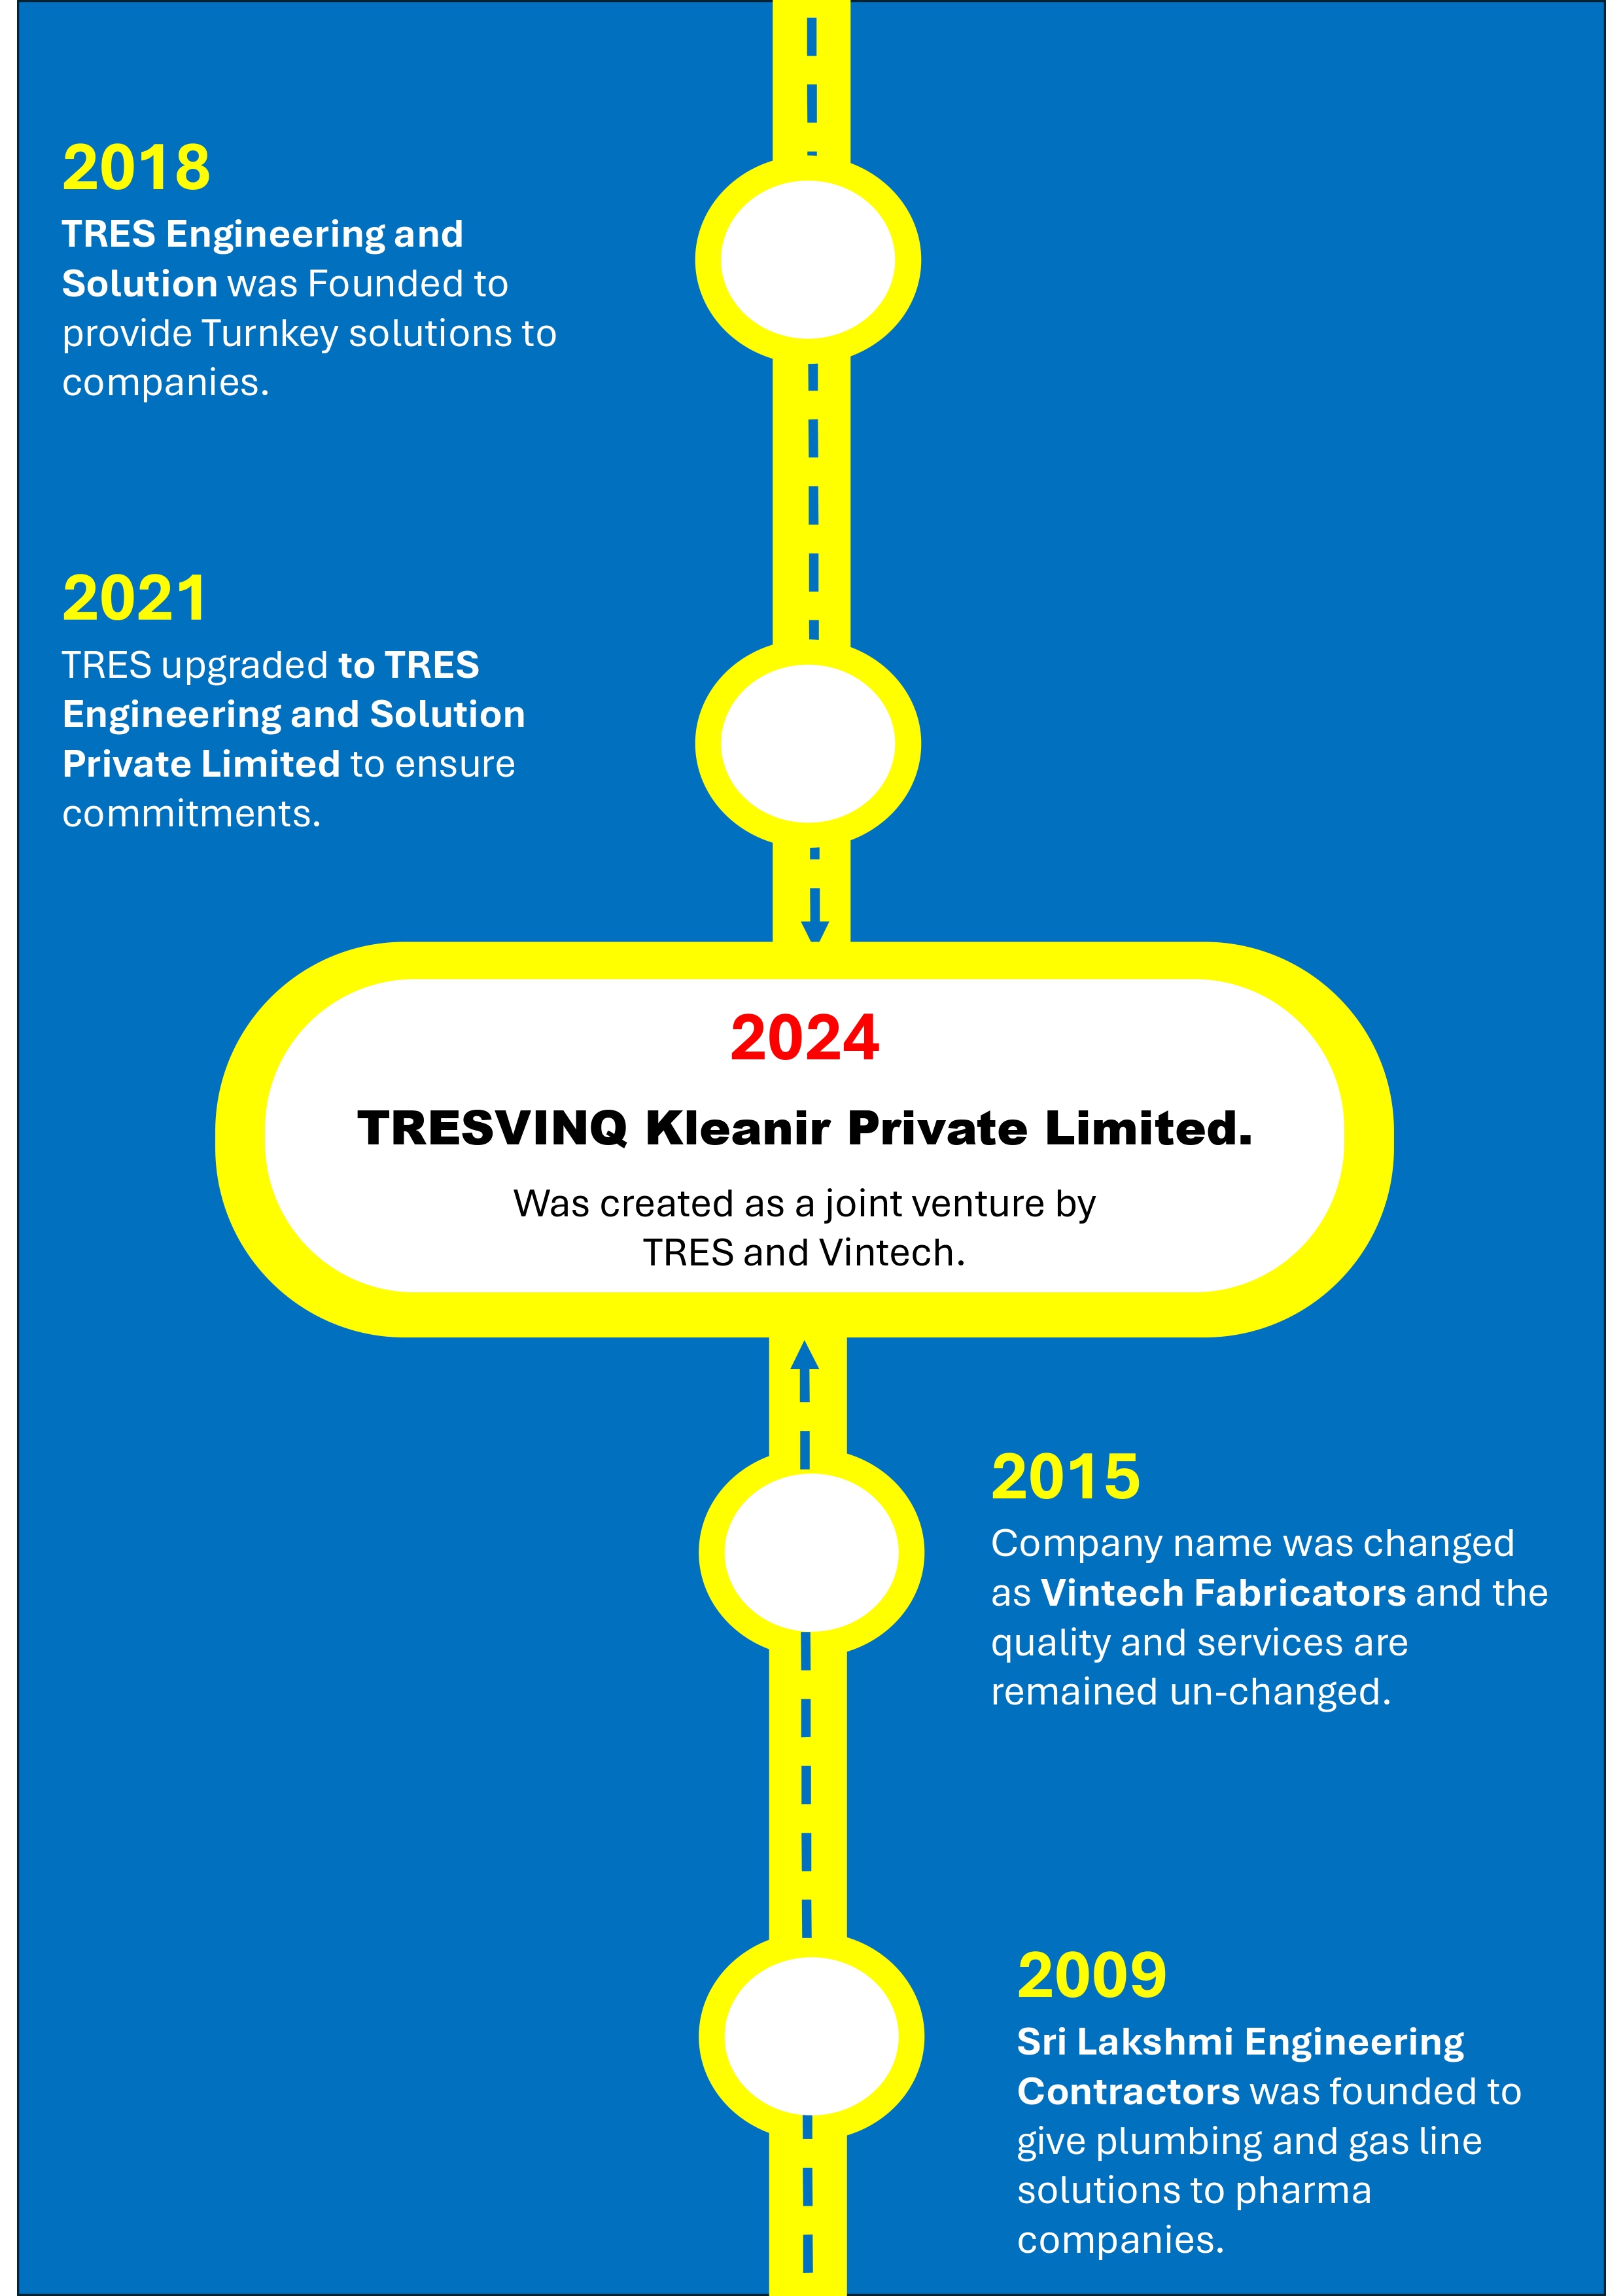 2018
TRES Engineering and
Solution was Founded to
provide Turnkey solutions to
companies.
2021
TRES upgraded to TRES
Engineering and Solution
Private Limited to ensure
commitments.
2024
TRESVINQ Kleanir Private Limited.
Was created as a joint venture by
TRES and Vintech.
2015
Company name was changed
as Vintech Fabricators and the
quality and services are
remained un-changed.
2009
Sri Lakshmi Engineering
Contractors was founded to
give plumbing and gas line
solutions to pharma
companies.